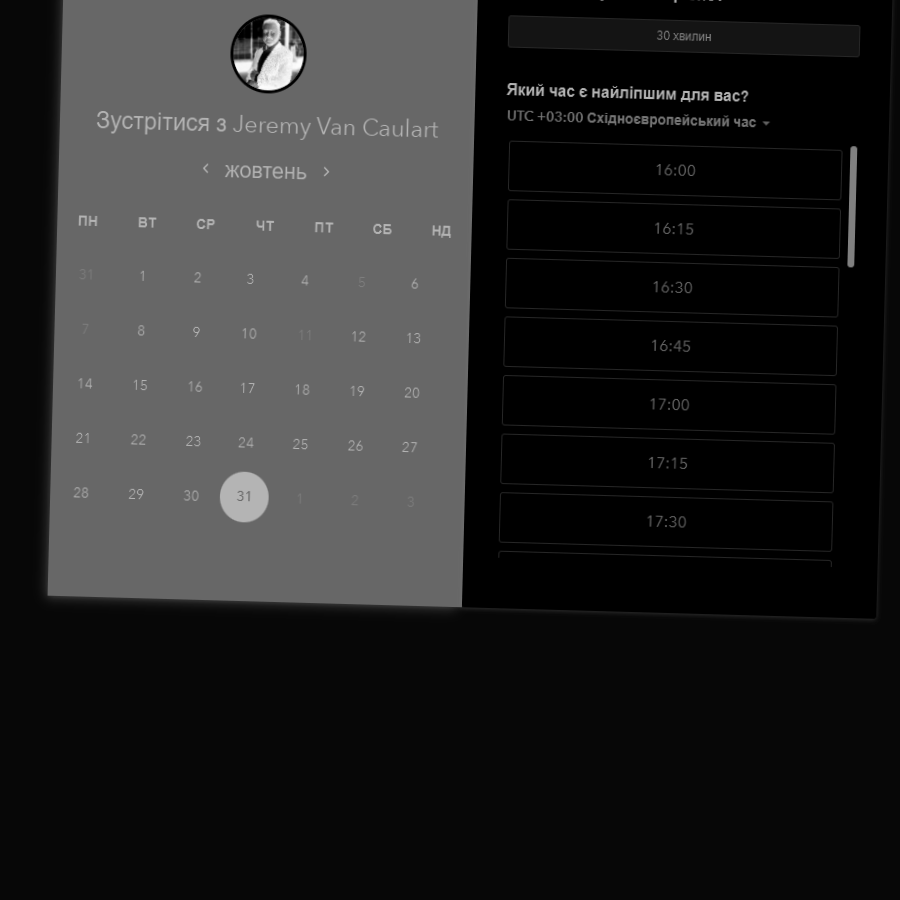 Зустрітися з Jeremy Van Caulart
жовтень
ПН ВТ СР ЧТ ПТ СБ НД
31 1 2 3 4 5 6
7 8 9 10 11 12 13
14 15 16 17 18 19 20
21 22 23 24 25 26 27
28 29 30 31 1 2 3
30 хвилин
Який час є найліпшим для вас?
UTC +03:00 Східноєвропейський час
16:00
16:15
16:30
16:45
17:00
17:15
17:30